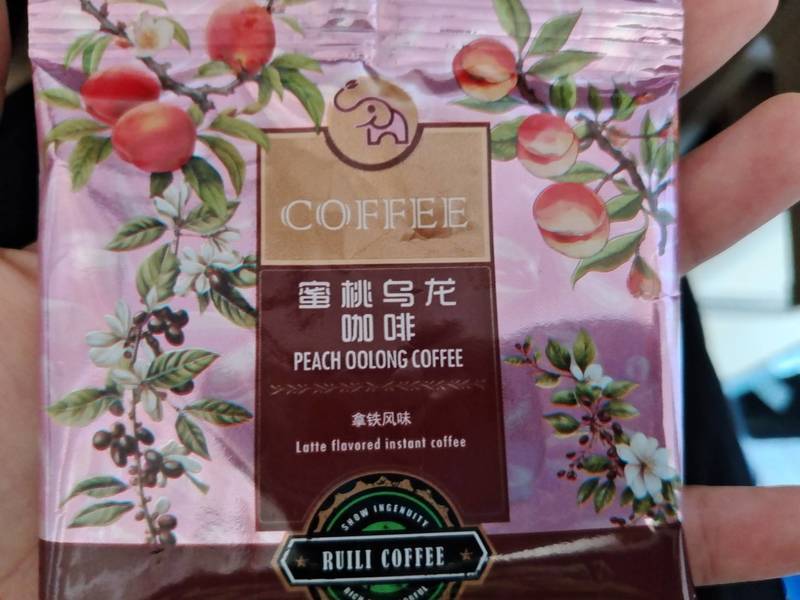 COFFEE
蜜桃乌龙
咖啡
PEACH OOLONG COFFEE
拿铁风味
Latte flavored instant coffee
SHOW INGENUITY
RUILI COFFEE